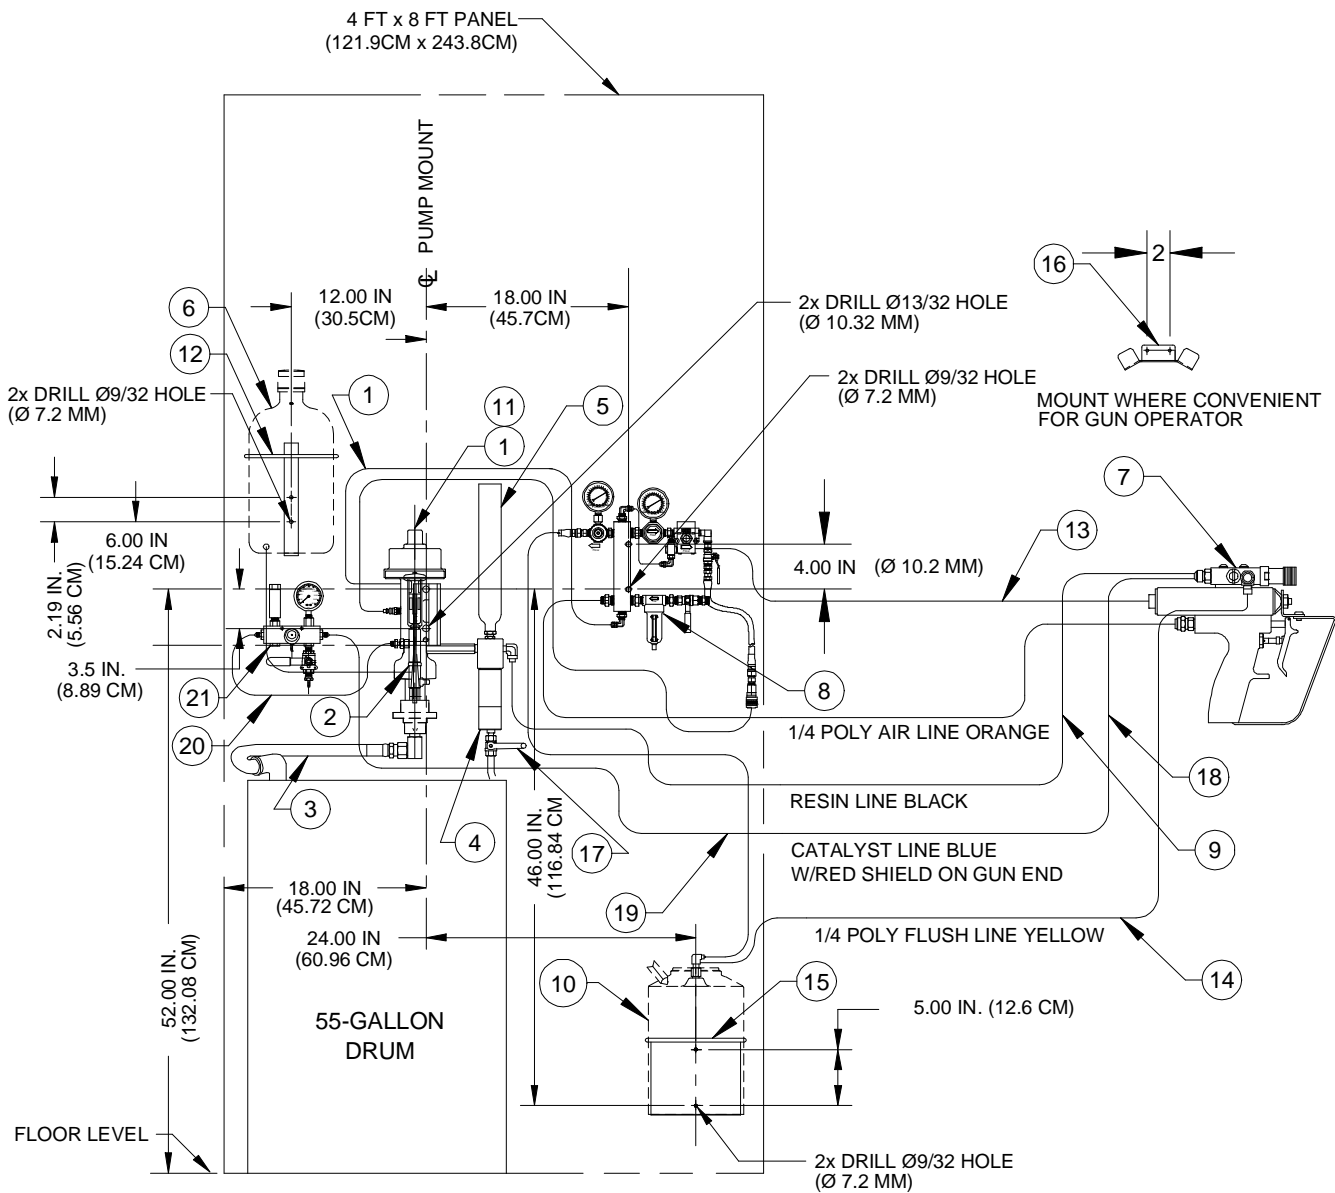 4 FT x 8 FT PANEL
(121.9CM x 243.8CM)
℄ PUMP MOUNT
12.00 IN
(30.5CM)
18.00 IN
(45.7CM)
2x DRILL Ø13/32 HOLE
(Ø 10.32 MM)
16
2
6
12
2x DRILL Ø9/32 HOLE
(Ø 7.2 MM)
1
11
1
5
2x DRILL Ø9/32 HOLE
(Ø 7.2 MM)
MOUNT WHERE CONVENIENT
FOR GUN OPERATOR
7
13
6.00 IN
(15.24 CM)
2.19 IN.
(5.56 CM)
4.00 IN (Ø 10.2 MM)
3.5 IN.
(8.89 CM)
21
20
2
8
1/4 POLY AIR LINE ORANGE
3
4
17
46.00 IN.
(116.84 CM
RESIN LINE BLACK
18
9
CATALYST LINE BLUE
W/RED SHIELD ON GUN END
19
18.00 IN
(45.72 CM)
24.00 IN
(60.96 CM)
1/4 POLY FLUSH LINE YELLOW
14
52.00 IN.
(132.08 CM)
10
15
5.00 IN. (12.6 CM)
55-GALLON
DRUM
FLOOR LEVEL
2x DRILL Ø9/32 HOLE
(Ø 7.2 MM)